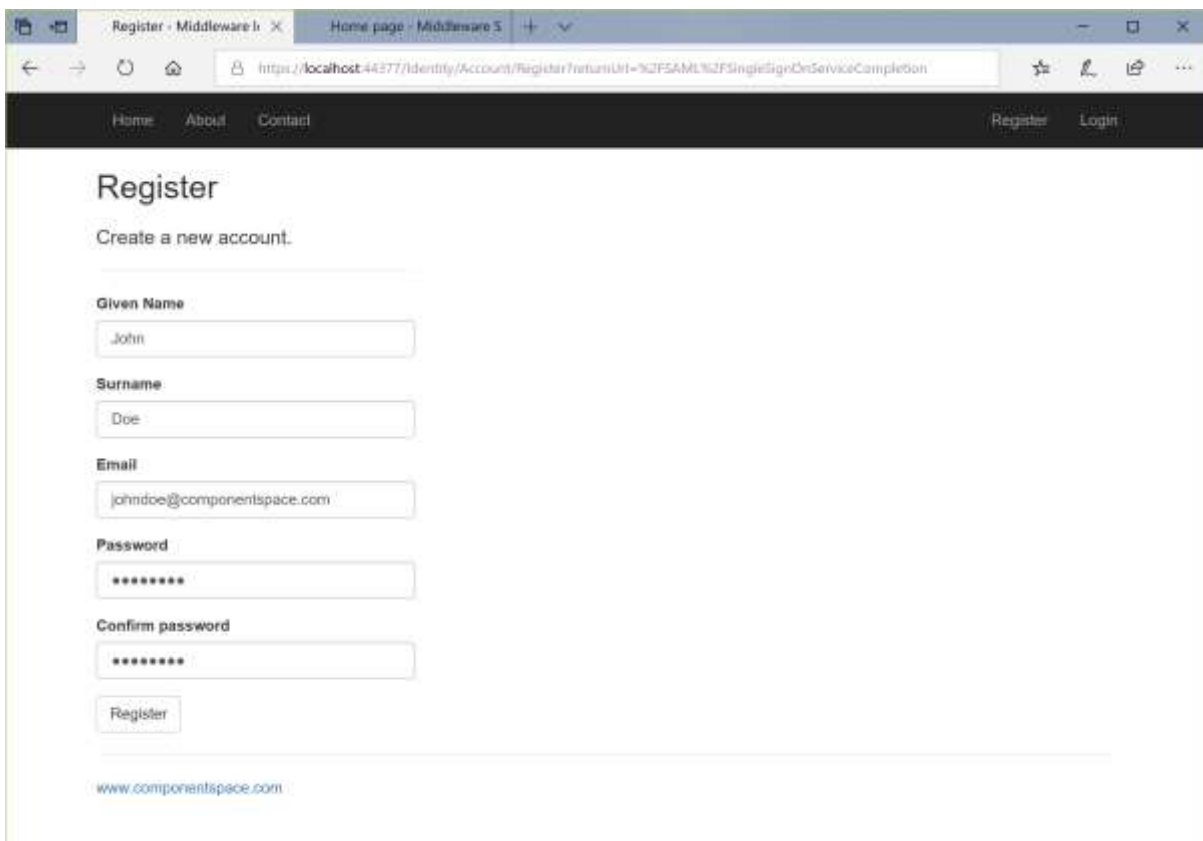 Register - Middleware I
Home page - Middleware S
https://localhost:44377/Identity/Account/Register?returnUrl=%2FSAML%2FSingleSignOnServiceCompletion
Home About Contact Register Login
Register
Create a new account.
Given Name
John
Surname
Doe
Email
johndoe@componentspace.com
Password
••••••••
Confirm password
••••••••
Register
www.componentspace.com